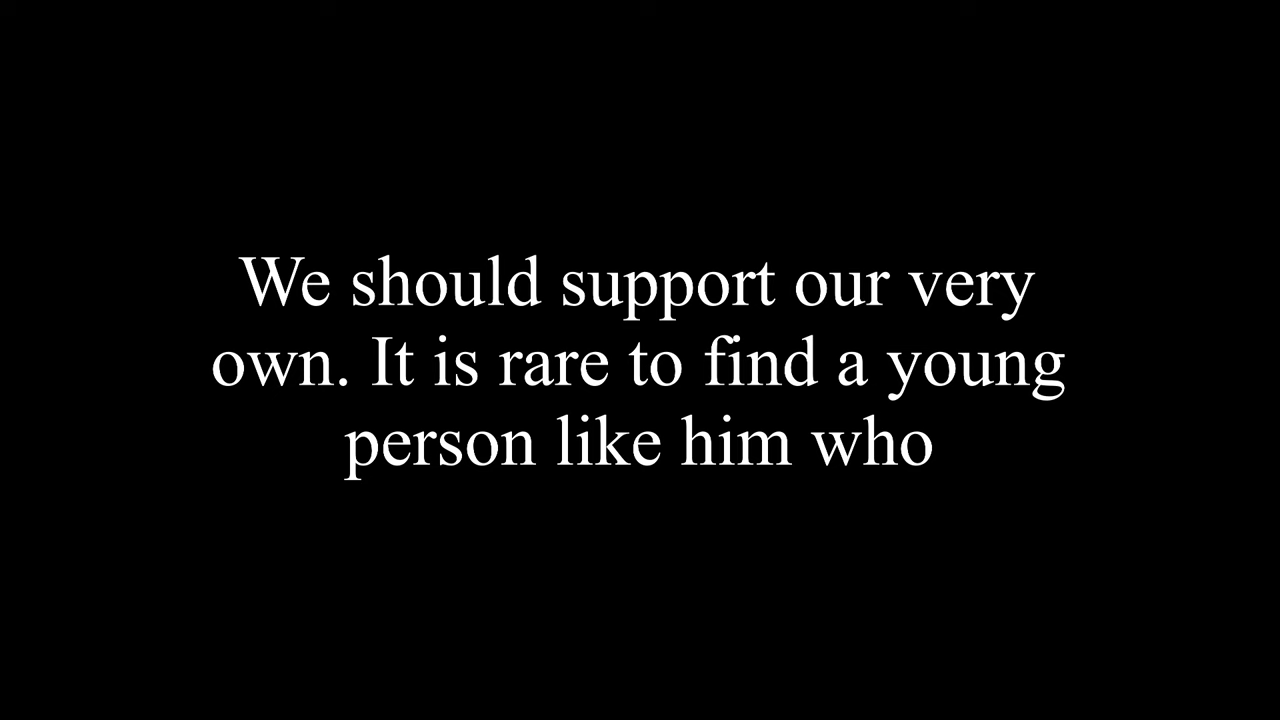 We should support our very
own. It is rare to find a young
person like him who